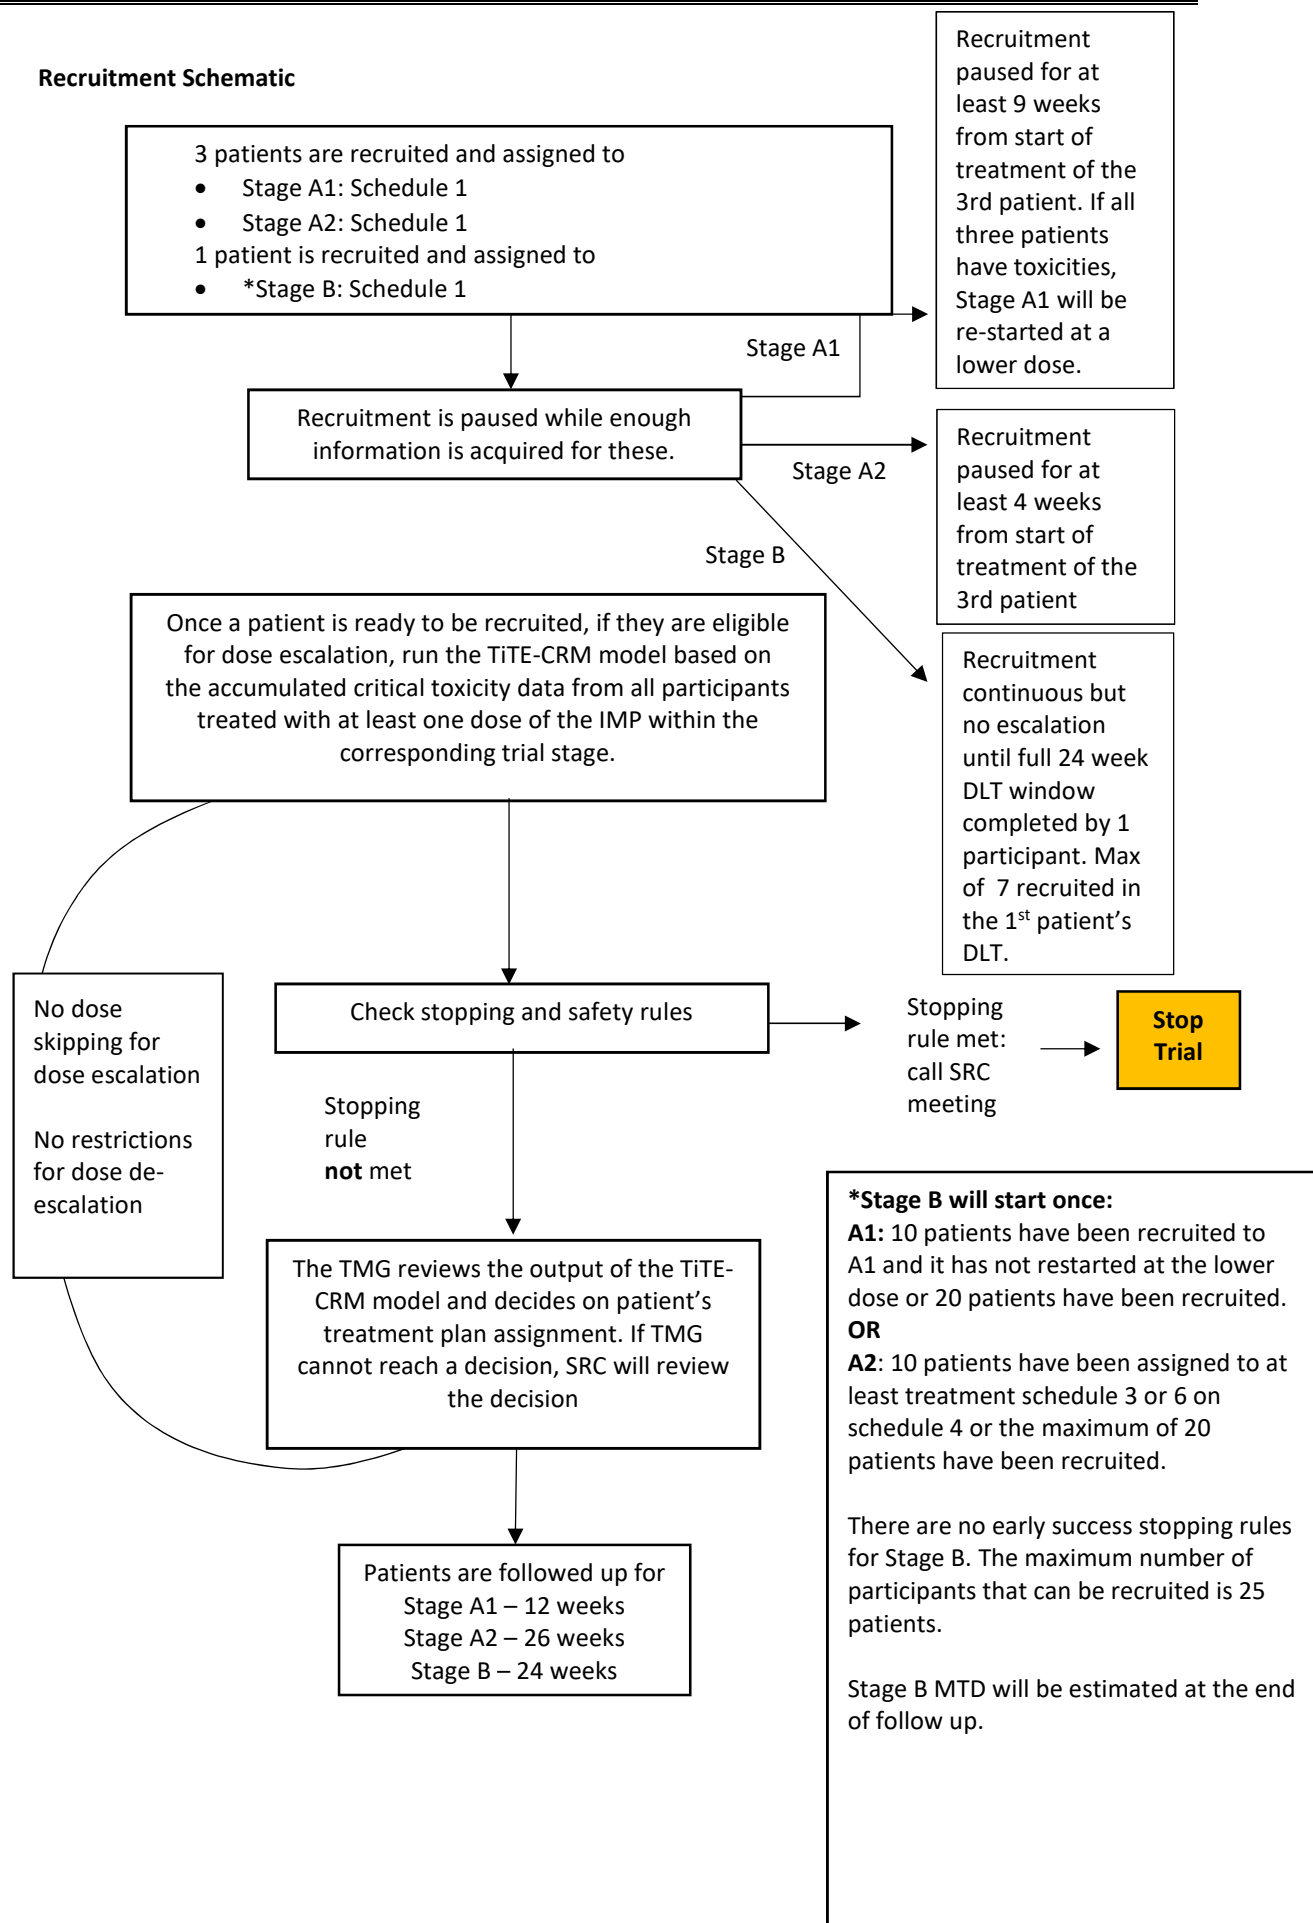 Recruitment Schematic
3 patients are recruited and assigned to
• Stage A1: Schedule 1
• Stage A2: Schedule 1
1 patient is recruited and assigned to
• *Stage B: Schedule 1
Recruitment
paused for at
least 9 weeks
from start of
treatment of the
3rd patient. If all
three patients
have toxicities,
Stage A1 will be
re-started at a
lower dose.
Stage A1
Recruitment is paused while enough
information is acquired for these.
Stage A2
Recruitment
paused for at
least 4 weeks
from start of
treatment of the
3rd patient
Stage B
Recruitment
continuous but
no escalation
until full 24 week
DLT window
completed by 1
participant. Max
of 7 recruited in
the 1st patient’s
DLT.
Once a patient is ready to be recruited, if they are eligible
for dose escalation, run the TiTE-CRM model based on
the accumulated critical toxicity data from all participants
treated with at least one dose of the IMP within the
corresponding trial stage.
No dose
skipping for
dose escalation
No restrictions
for dose de-
escalation
Check stopping and safety rules
Stopping
rule met:
call SRC
meeting
Stop
Trial
Stopping
rule
not met
The TMG reviews the output of the TiTE-
CRM model and decides on patient’s
treatment plan assignment. If TMG
cannot reach a decision, SRC will review
the decision
Patients are followed up for
Stage A1 – 12 weeks
Stage A2 – 26 weeks
Stage B – 24 weeks
*Stage B will start once:
A1: 10 patients have been recruited to
A1 and it has not restarted at the lower
dose or 20 patients have been recruited.
OR
A2: 10 patients have been assigned to at
least treatment schedule 3 or 6 on
schedule 4 or the maximum of 20
patients have been recruited.
There are no early success stopping rules
for Stage B. The maximum number of
participants that can be recruited is 25
patients.
Stage B MTD will be estimated at the end
of follow up.